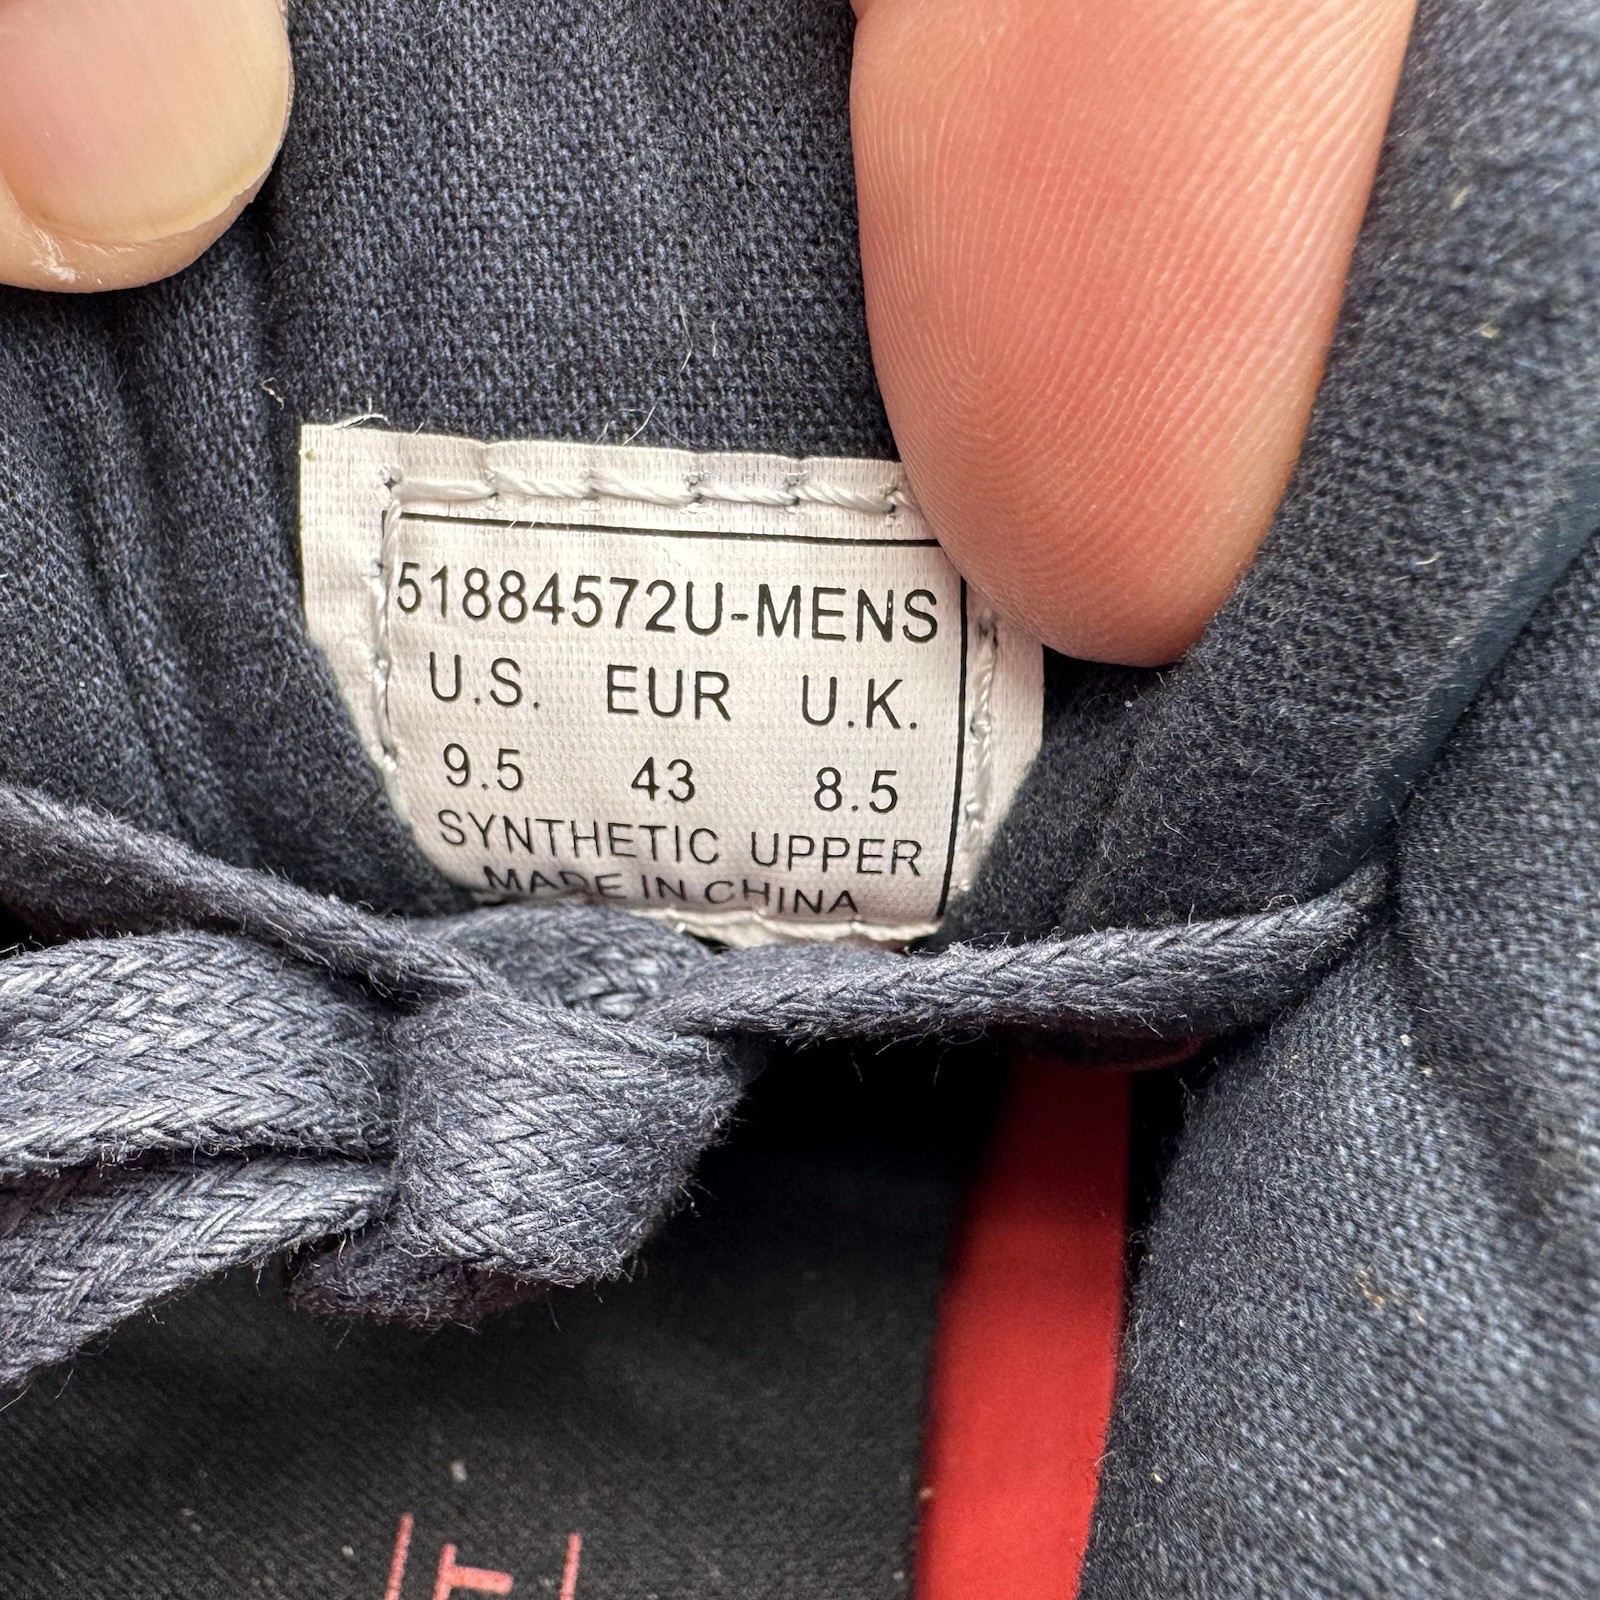 51884572U-MENS
U.S. EUR U.K.
9.5 43 8.5
SYNTHETIC UPPER
MADE IN CHINA